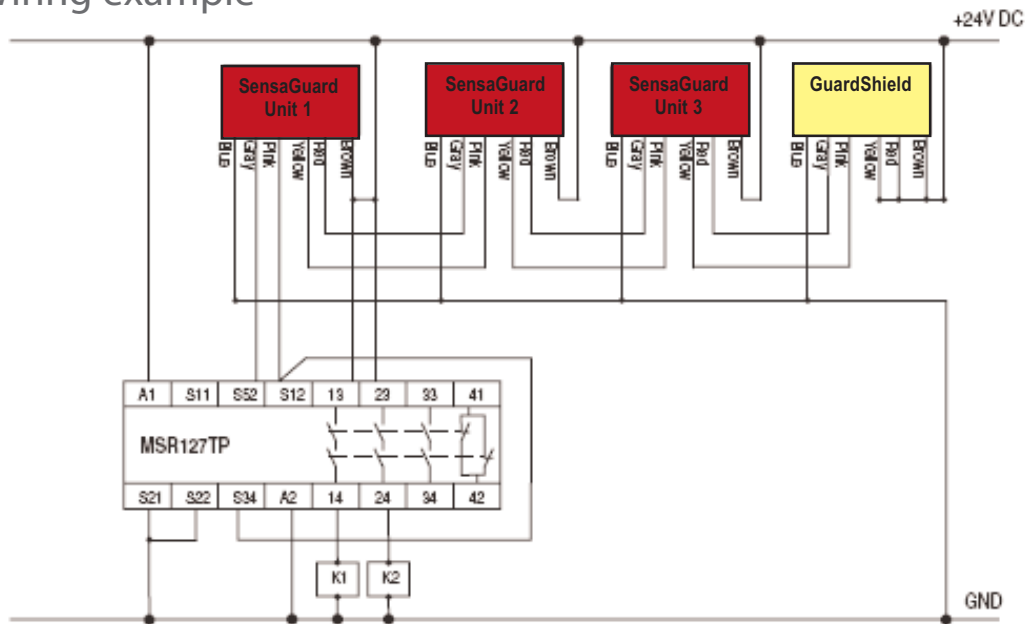 wiring example
+24V DC
SensaGuard
Unit 1
SensaGuard
Unit 2
SensaGuard
Unit 3
GuardShield
Blue
Gray
Pink
Yellow
Red
Brown
Blue
Gray
Pink
Yellow
Red
Brown
Blue
Gray
Pink
Yellow
Red
Brown
Blue
Gray
Pink
Yellow
Red
Brown
A1 S11 S52 S12 13 23 33 41
MSR127TP
S21 S22 S34 A2 14 24 34 42
K1 K2
GND